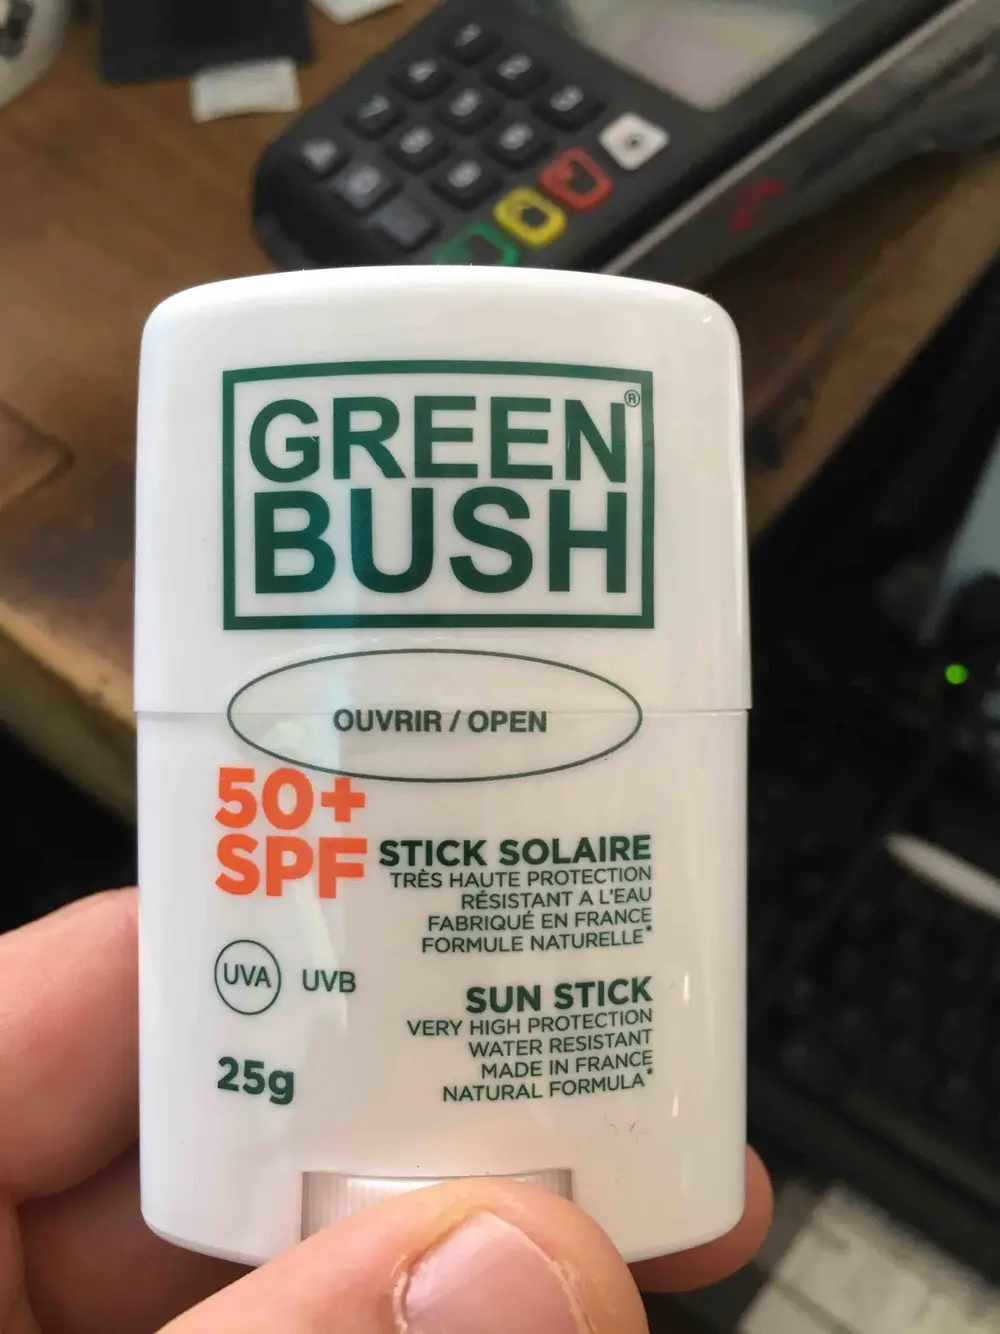 GREEN®
BUSH
OUVRIR / OPEN
50+
SPF
STICK SOLAIRE
TRÈS HAUTE PROTECTION
RÉSISTANT A L'EAU
FABRIQUÉ EN FRANCE
FORMULE NATURELLE*
UVA UVB
SUN STICK
VERY HIGH PROTECTION
WATER RESISTANT
MADE IN FRANCE
NATURAL FORMULA*
25g